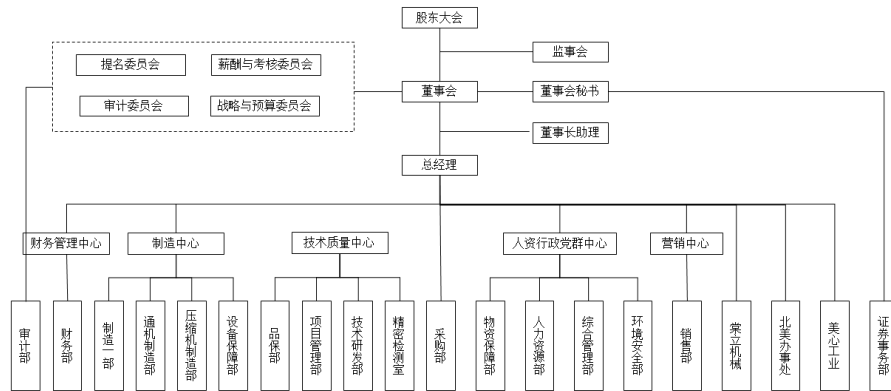 股东大会
监事会
提名委员会
薪酬与考核委员会
审计委员会
战略与预算委员会
董事会
董事会秘书
董事长助理
总经理
财务管理中心
制造中心
技术质量中心
人资行政党群中心
营销中心
审计部
财务部
制造一部
通机制造部
压缩机制造部
设备保障部
品保部
项目管理部
技术研发部
精密检测室
采购部
物资保障部
人力资源部
综合管理部
环境安全部
销售部
棠立机械
北美办事处
美心工业
证券事务部